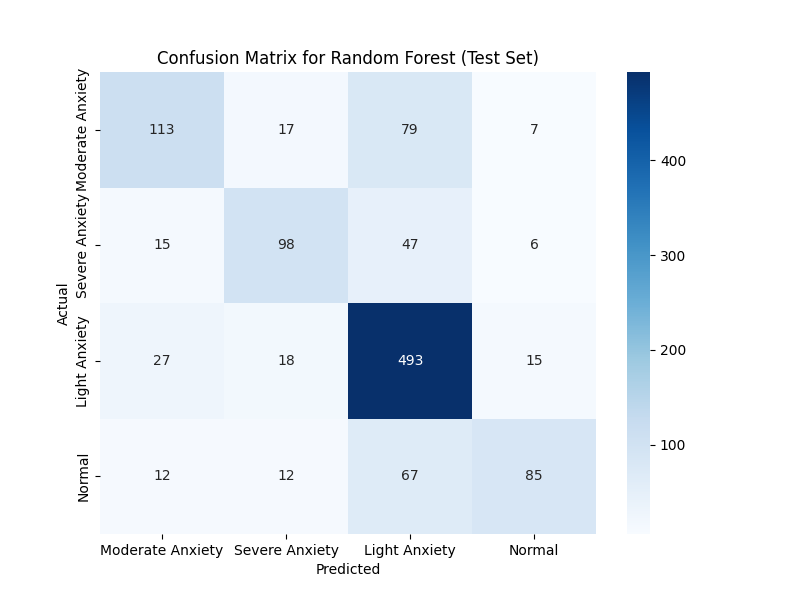 Confusion Matrix for Random Forest (Test Set)
Actual
Moderate Anxiety
113 17 79 7
Severe Anxiety
15 98 47 6
Light Anxiety
27 18 493 15
Normal
12 12 67 85
Moderate Anxiety Severe Anxiety Light Anxiety Normal
Predicted
400
300
200
100